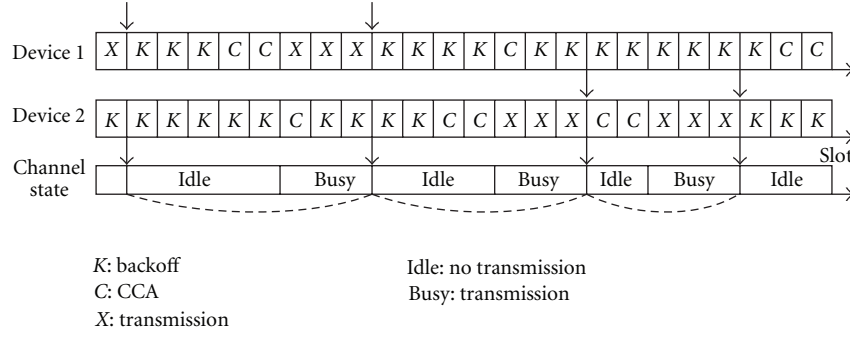 Device 1 X K K K C C X X X K K K K C K K K K K K K K C C
Device 2 K K K K K K C K K K K C C X X X C C X X X K K K
Slot
Channel state Idle Busy Idle Busy Idle Busy Idle
K: backoff
C: CCA
X: transmission
Idle: no transmission
Busy: transmission